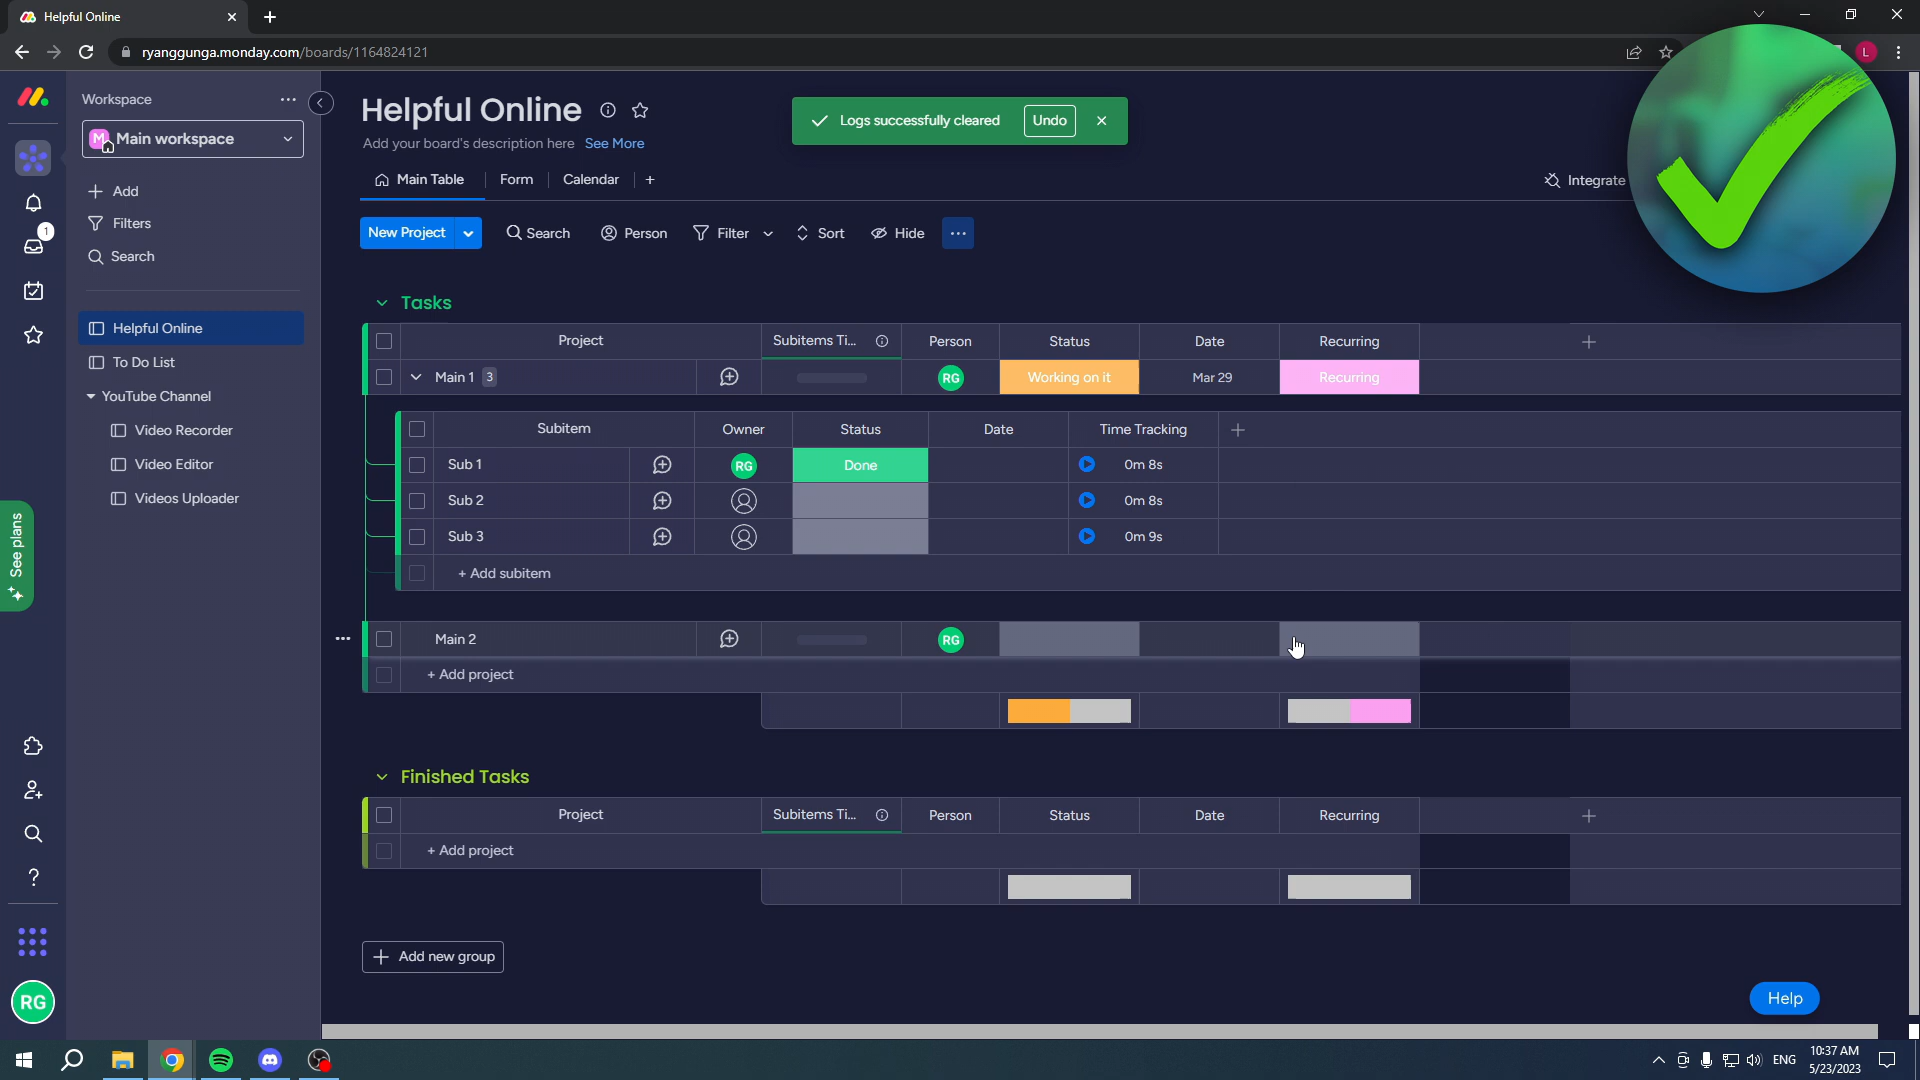 Helpful Online
ryanggunga.monday.com/boards/1164824121
L
Workspace
M Main workspace
Add
Filters
Search
Helpful Online
To Do List
YouTube Channel
Video Recorder
Video Editor
Videos Uploader
1
See plans
RG
Helpful Online
Add your board's description here See More
Logs successfully cleared Undo
Main Table Form Calendar +
Integrate
New Project Search Person Filter Sort Hide
Tasks
Project Subitems Ti... Person Status Date Recurring
Main 1 3 RG Working on it Mar 29 Recurring
Subitem Owner Status Date Time Tracking
Sub 1 RG Done 0m 8s
Sub 2 0m 8s
Sub 3 0m 9s
+ Add subitem
Main 2 RG
+ Add project
Finished Tasks
Project Subitems Ti... Person Status Date Recurring
+ Add project
+ Add new group
Help
ENG
10:37 AM
5/23/2023